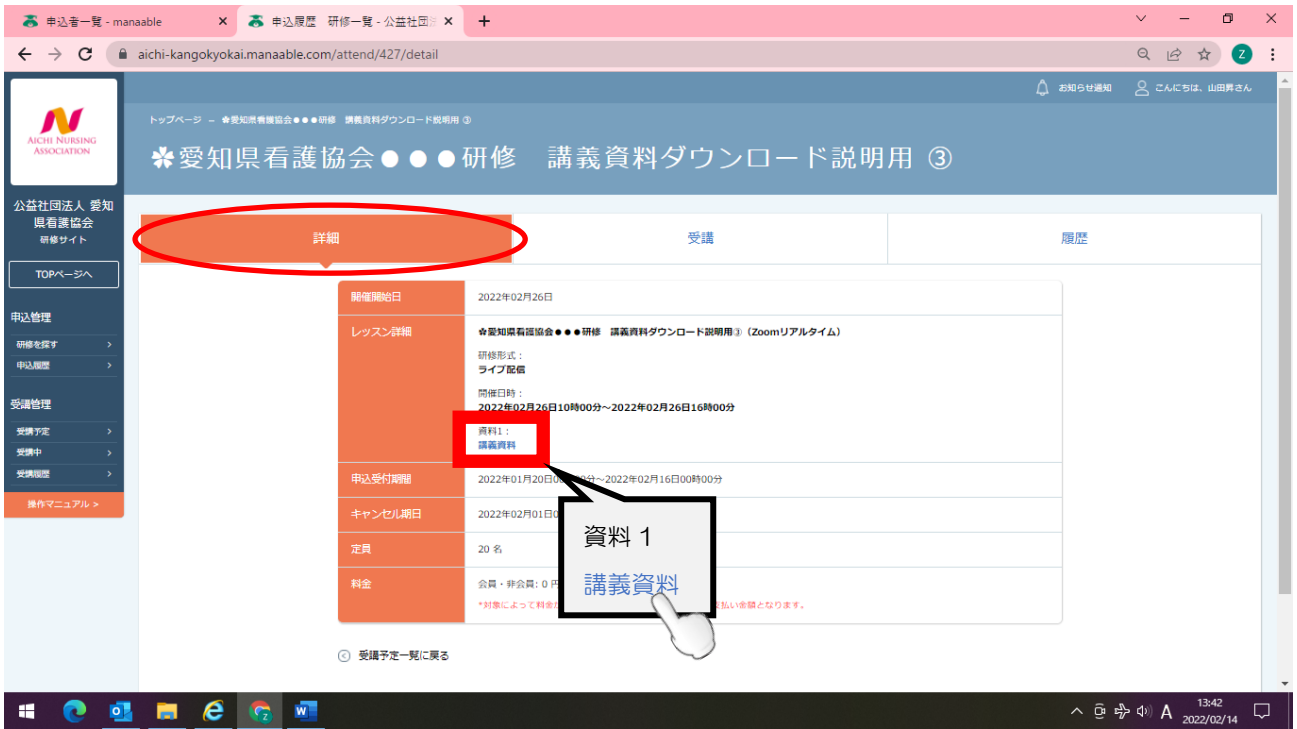 申込者一覧 - manaable
申込履歴 研修一覧 - 公益社団
aichi-kangokyokai.manaable.com/attend/427/detail
Z
お知らせ通知
こんにちは、山田昇さん
AICHI NURSING
ASSOCIATION
公益社団法人 愛知
県看護協会
研修サイト
TOPページへ
申込管理
研修を探す >
申込履歴 >
受講管理
受講予定 >
受講中 >
受講履歴 >
操作マニュアル >
トップページ - ✿愛知県看護協会●●●研修 講義資料ダウンロード説明用 ③
✿愛知県看護協会●●●研修 講義資料ダウンロード説明用 ③
詳細
受講
履歴
開催開始日
2022年02月26日
レッスン詳細
✿愛知県看護協会●●●研修 講義資料ダウンロード説明用③（Zoomリアルタイム）
研修形式：
ライブ配信
開催日時：
2022年02月26日10時00分～2022年02月26日16時00分
資料1：
講義資料
申込受付期間
2022年01月20日0 分～2022年02月16日00時00分
キャンセル期日
2022年02月01日0
定員
20 名
料金
会員・非会員: 0 円
*対象によって料金が 支払い金額となります。
資料 1
講義資料
受講予定一覧に戻る
A
13:42
2022/02/14